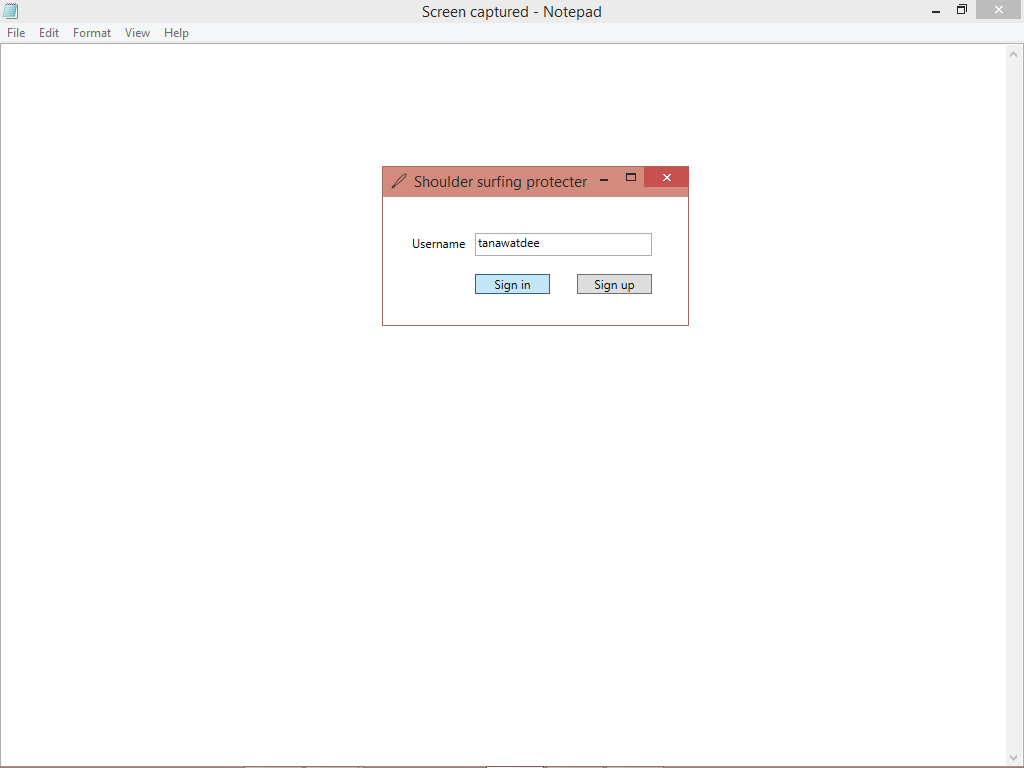 Screen captured - Notepad
File Edit Format View Help
Shoulder surfing protecter
Username tanawatdee
Sign in Sign up